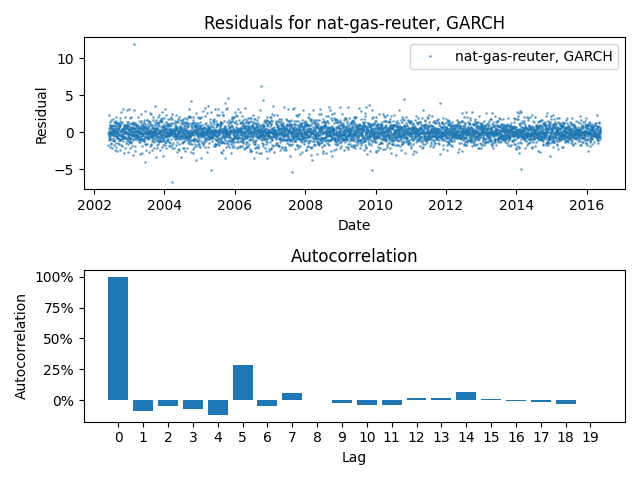 Residuals for nat-gas-reuter, GARCH
nat-gas-reuter, GARCH
10
5
0
−5
Residual
2002 2004 2006 2008 2010 2012 2014 2016
Date
Autocorrelation
100%
75%
50%
25%
0%
Autocorrelation
0 1 2 3 4 5 6 7 8 9 10 11 12 13 14 15 16 17 18 19
Lag